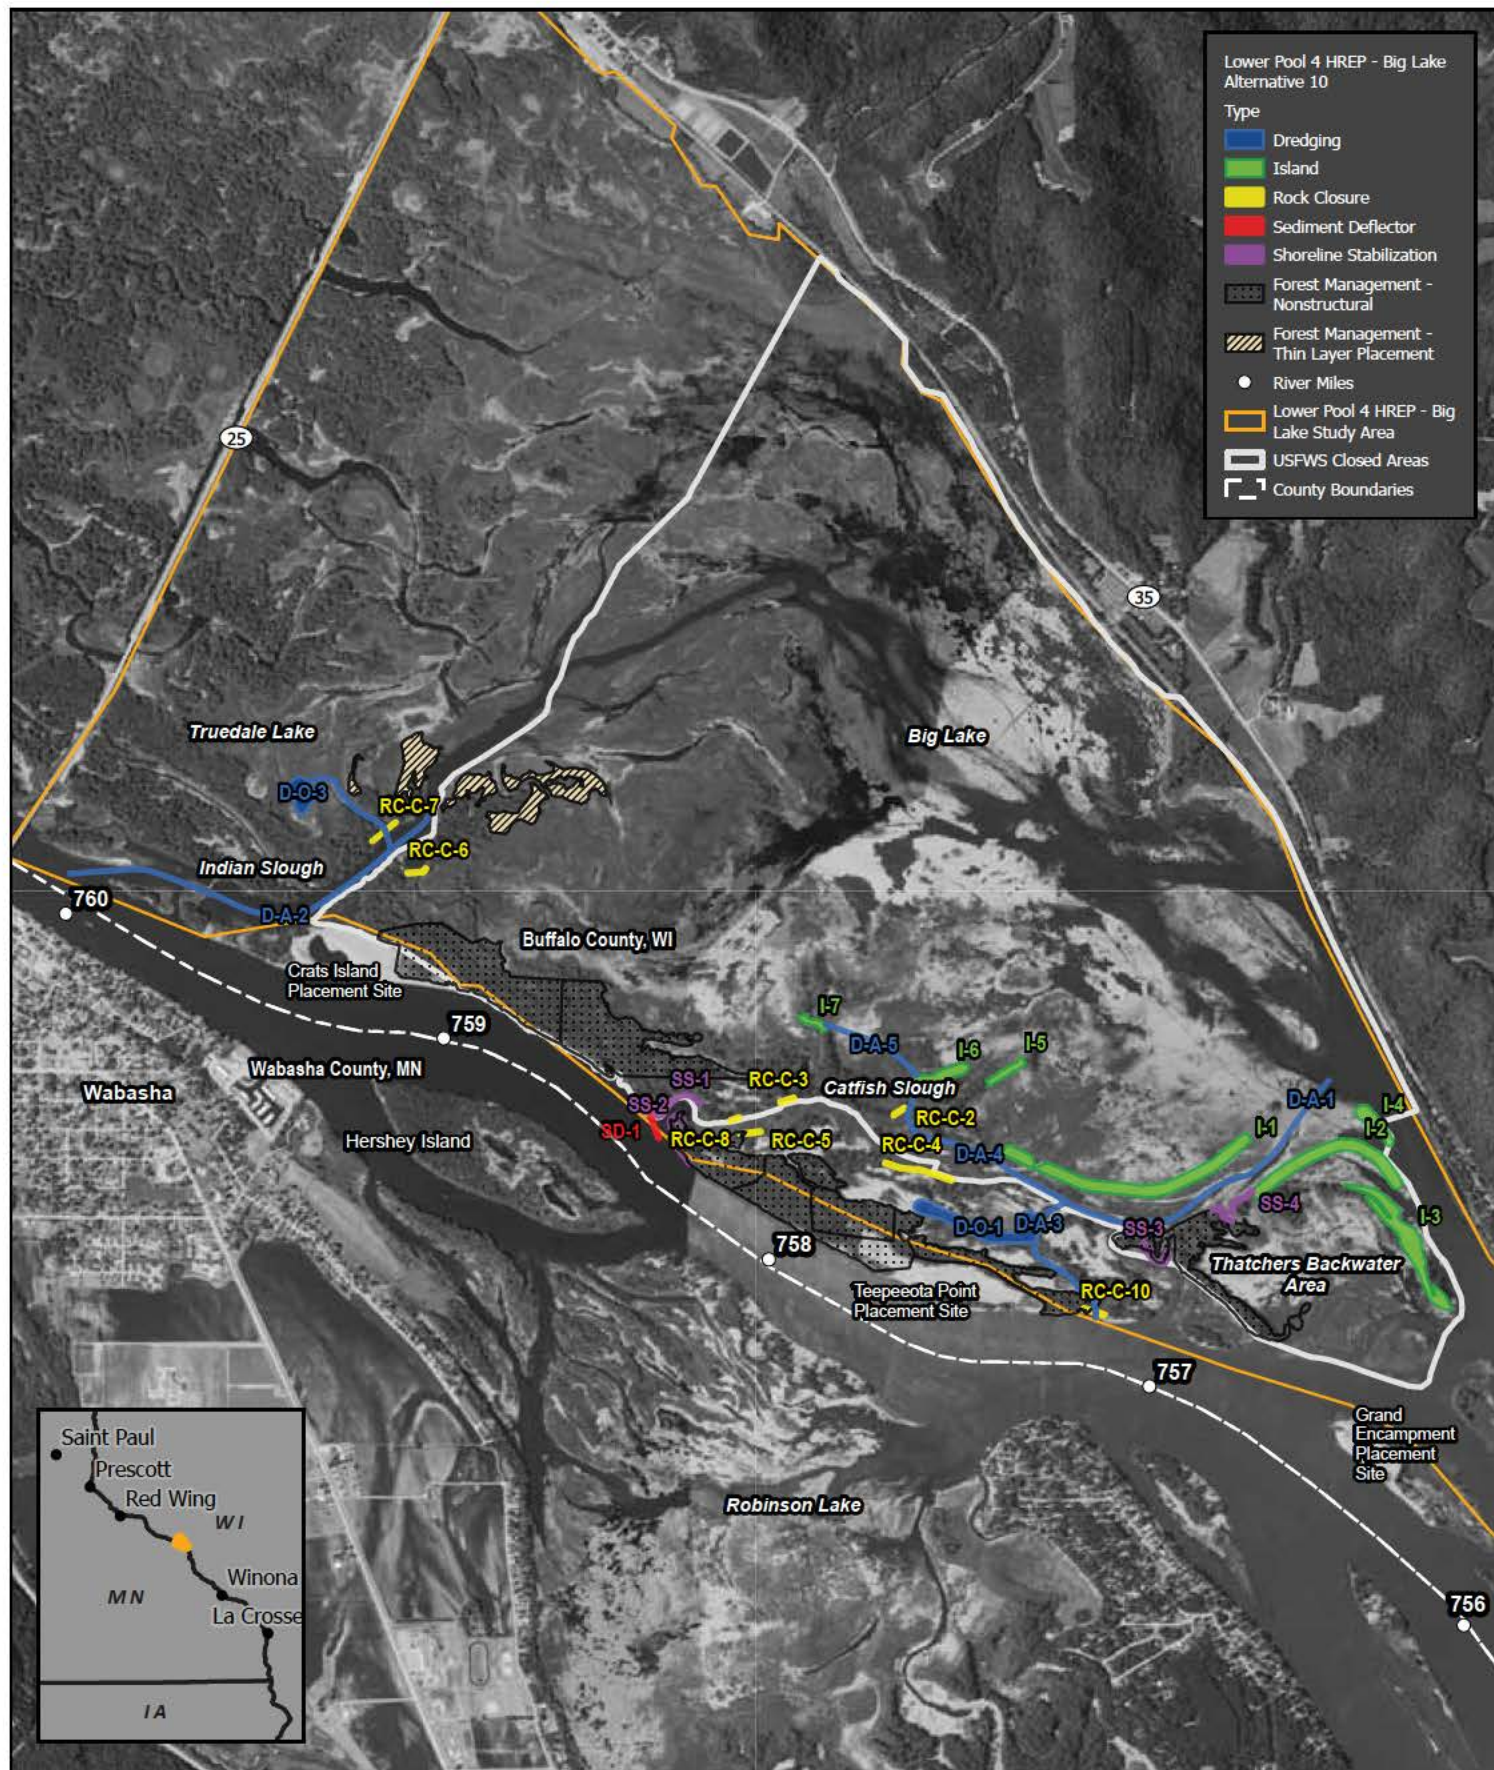 Lower Pool 4 HREP - Big Lake
Alternative 10
Type
Dredging
Island
Rock Closure
Sediment Deflector
Shoreline Stabilization
Forest Management -
Nonstructural
Forest Management -
Thin Layer Placement
River Miles
Lower Pool 4 HREP - Big
Lake Study Area
USFWS Closed Areas
County Boundaries
25
35
Truedale Lake
Big Lake
D-O-3
RC-C-7
RC-C-6
Indian Slough
760
D-A-2
Buffalo County, WI
Crats Island
Placement Site
759
I-7
D-A-5
I-6
I-5
Wabasha County, MN
Wabasha
SS-1
RC-C-3
Catfish Slough
SS-2
RC-C-2
D-A-1
I-4
SD-1
Hershey Island
RC-C-8
RC-C-5
RC-C-4
I-1
I-2
D-A-4
SS-4
I-3
D-O-1
D-A-3
SS-3
758
Thatchers Backwater
Area
Teepeeota Point
Placement Site
RC-C-10
757
Grand
Encampment
Placement
Site
Robinson Lake
756
Saint Paul
Prescott
Red Wing
WI
Winona
MN
La Crosse
IA